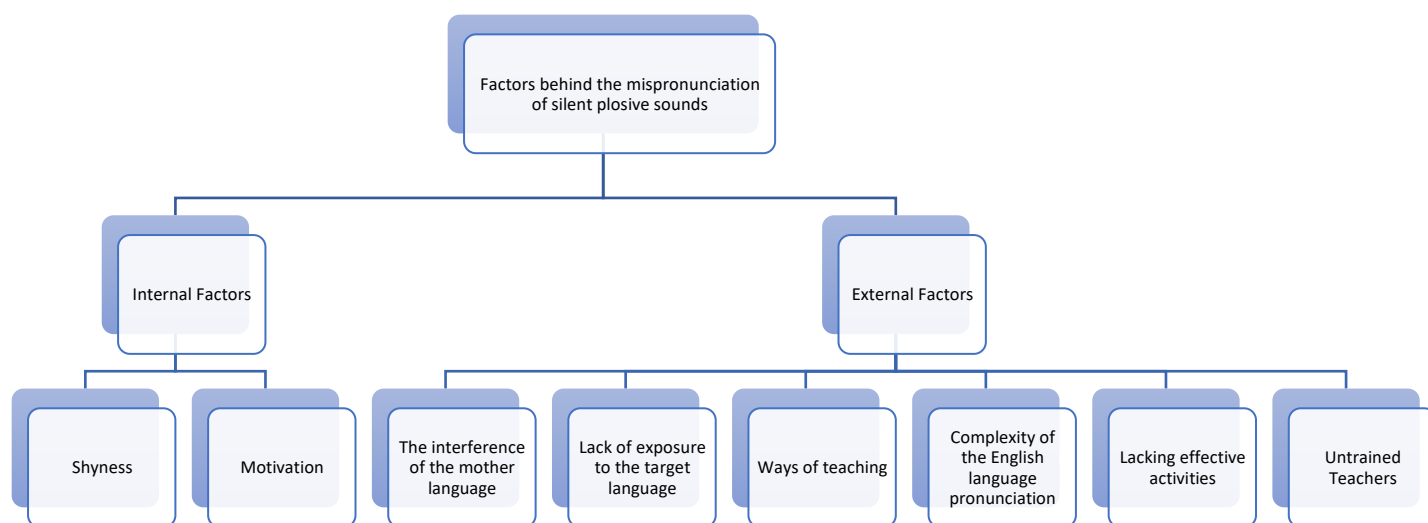 Factors behind the mispronunciation
of silent plosive sounds
Internal Factors
External Factors
Shyness
Motivation
The interference
of the mother
language
Lack of exposure
to the target
language
Ways of teaching
Complexity of
the English
language
pronunciation
Lacking effective
activities
Untrained
Teachers